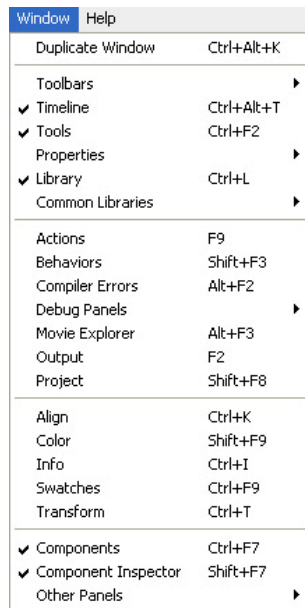 Window Help
Duplicate Window Ctrl+Alt+K
Toolbars
Timeline Ctrl+Alt+T
Tools Ctrl+F2
Properties
Library Ctrl+L
Common Libraries
Actions F9
Behaviors Shift+F3
Compiler Errors Alt+F2
Debug Panels
Movie Explorer Alt+F3
Output F2
Project Shift+F8
Align Ctrl+K
Color Shift+F9
Info Ctrl+I
Swatches Ctrl+F9
Transform Ctrl+T
Components Ctrl+F7
Component Inspector Shift+F7
Other Panels